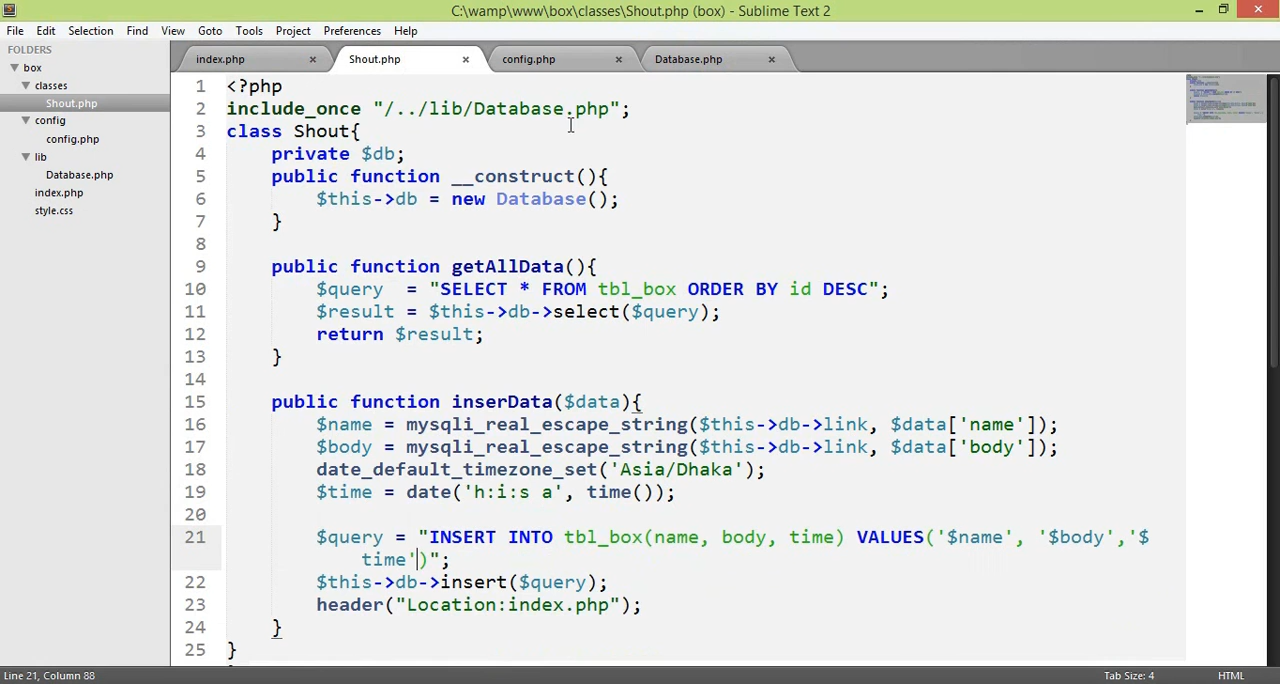 C:\wamp\www\box\classes\Shout.php (box) - Sublime Text 2
File Edit Selection Find View Goto Tools Project Preferences Help
FOLDERS
box
classes
Shout.php
config
config.php
lib
Database.php
index.php
style.css
index.php × Shout.php × config.php × Database.php ×
1 <?php
2 include_once "/../lib/Database.php";
3 class Shout{
4     private $db;
5     public function __construct(){
6         $this->db = new Database();
7     }
8
9     public function getAllData(){
10         $query  = "SELECT * FROM tbl_box ORDER BY id DESC";
11         $result = $this->db->select($query);
12         return $result;
13     }
14
15     public function inserData($data){
16         $name = mysqli_real_escape_string($this->db->link, $data['name']);
17         $body = mysqli_real_escape_string($this->db->link, $data['body']);
18         date_default_timezone_set('Asia/Dhaka');
19         $time = date('h:i:s a', time());
20
21         $query = "INSERT INTO tbl_box(name, body, time) VALUES('$name', '$body','$
time')";
22         $this->db->insert($query);
23         header("Location:index.php");
24     }
25 }
Line 21, Column 88 Tab Size: 4 HTML